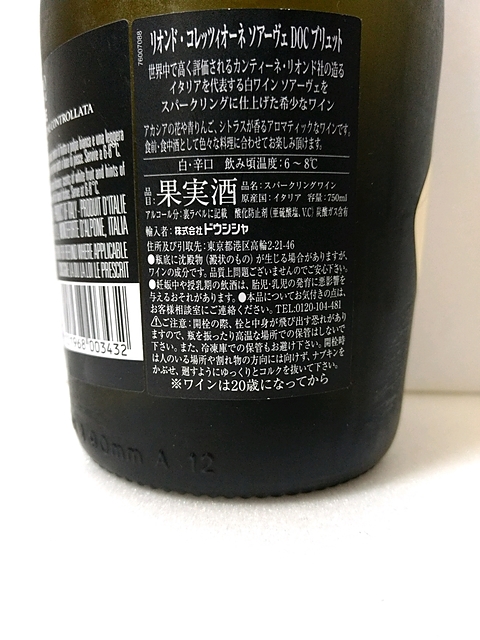 CONTROLLATA
D'ALPONE, ITALIA
968 003432
76007088
リオンド・コレッツィオーネ ソアーヴェ DOC ブリュット
世界中で高く評価されるカンティーネ・リオンド社の造る
イタリアを代表する白ワイン ソアーヴェを
スパークリングに仕上げた希少なワイン
アカシアの花や青りんご、シトラスが香るアロマティックなワインです。
食前・食中酒として色々な料理に合わせてお楽しみ頂けます。
白・辛口 飲み頃温度：6～8℃
品目：果実酒
品名：スパークリングワイン
原産国：イタリア 容量：750ml
アルコール分：裏ラベルに記載 酸化防止剤(亜硫酸塩、V.C) 炭酸ガス含有
輸入者：株式会社ドウシシャ
住所及び引取先：東京都港区高輪2-21-46
●瓶底に沈殿物(澱状のもの)が生じる場合がありますが、
ワインの成分です。品質上問題ございませんのでご安心下さい。
●妊娠中や授乳期の飲酒は、胎児・乳児の発育に悪影響を
与えるおそれがあります。●本品についてお気付きの点は、
お客様相談室にご連絡ください。TEL:0120-104-481
⚠ご注意：開栓の際、栓と中身が飛び出す恐れがあり
ますので、瓶を振ったり高温な場所での保管はしないで
下さい。また、冷凍庫での保管もお避け下さい。開栓時
は人のいる場所や割れ物の方向には向けず、ナプキンを
かぶせ、廻すようにゆっくりとコルクを抜いて下さい。
※ワインは20歳になってから
mm A 12